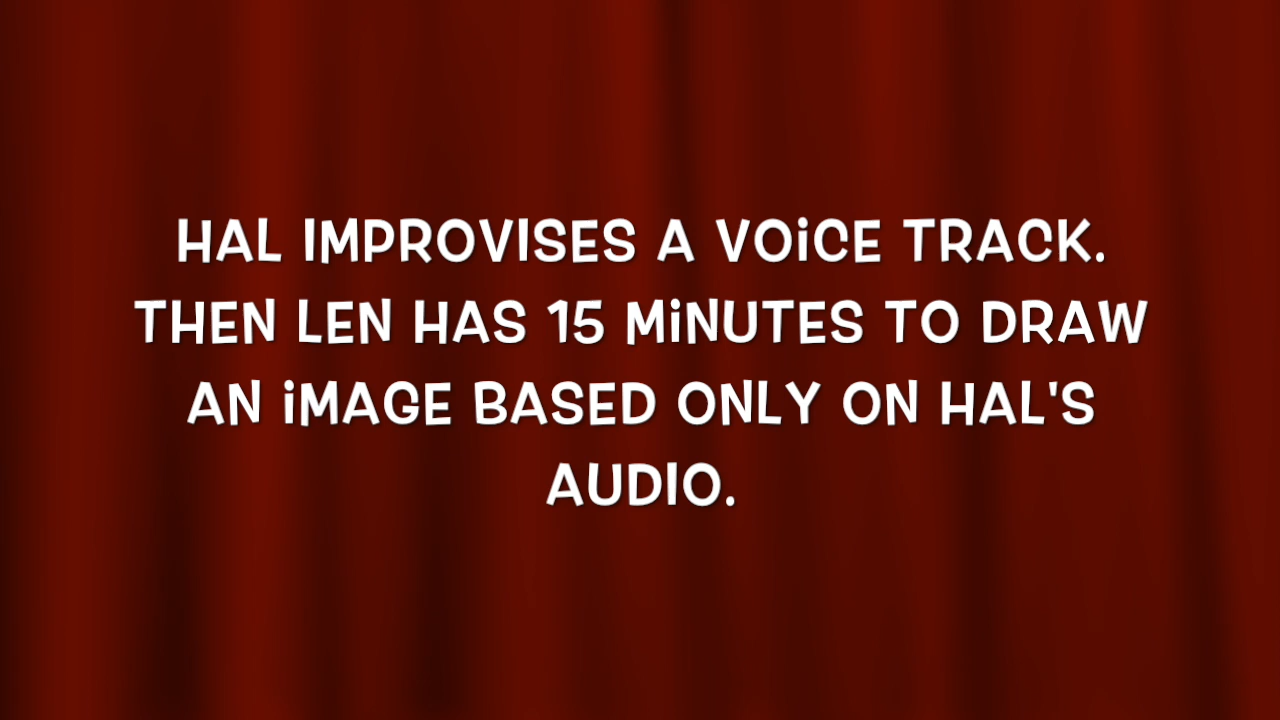 HAL IMPROVISES A VOiCE TRACK.
THEN LEN HAS 15 MiNUTES TO DRAW
AN iMAGE BASED ONLY ON HAL'S
AUDIO.